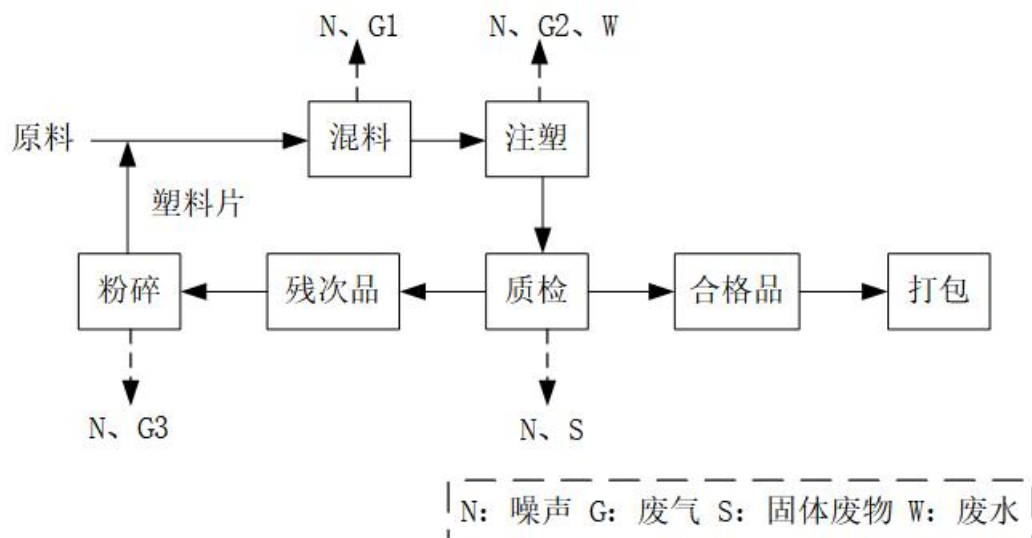 N、G1
N、G2、W
原料
混料
注塑
塑料片
粉碎
残次品
质检
合格品
打包
N、G3
N、S
N: 噪声 G: 废气 S: 固体废物 W: 废水